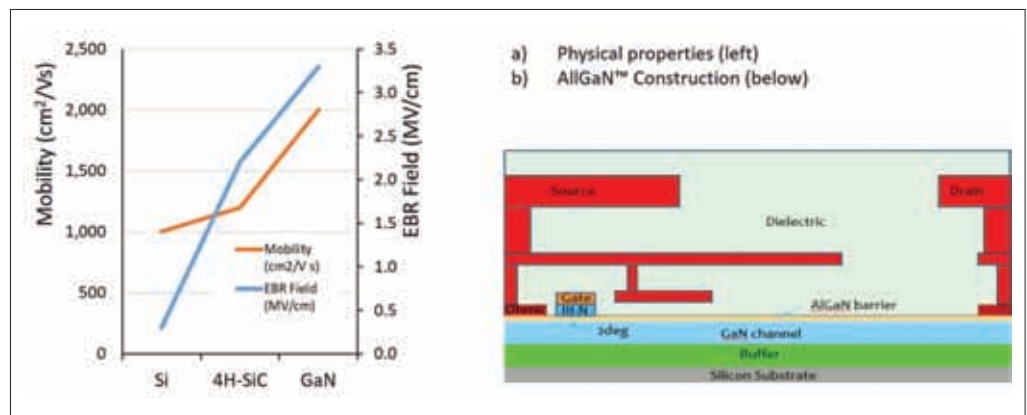 2,500
2,000
1,500
1,000
500
0
Mobility (cm²/Vs)
3.5
3.0
2.5
2.0
1.5
1.0
0.5
0.0
EBR Field (MV/cm)
Mobility
(cm2/V s)
EBR Field
(MV/cm)
Si 4H-SiC GaN
a) Physical properties (left)
b) AllGaN™ Construction (below)
Source
Drain
Dielectric
Gate
AlGaN barrier
Ohmic
III N
2deg
GaN channel
Buffer
Silicon Substrate